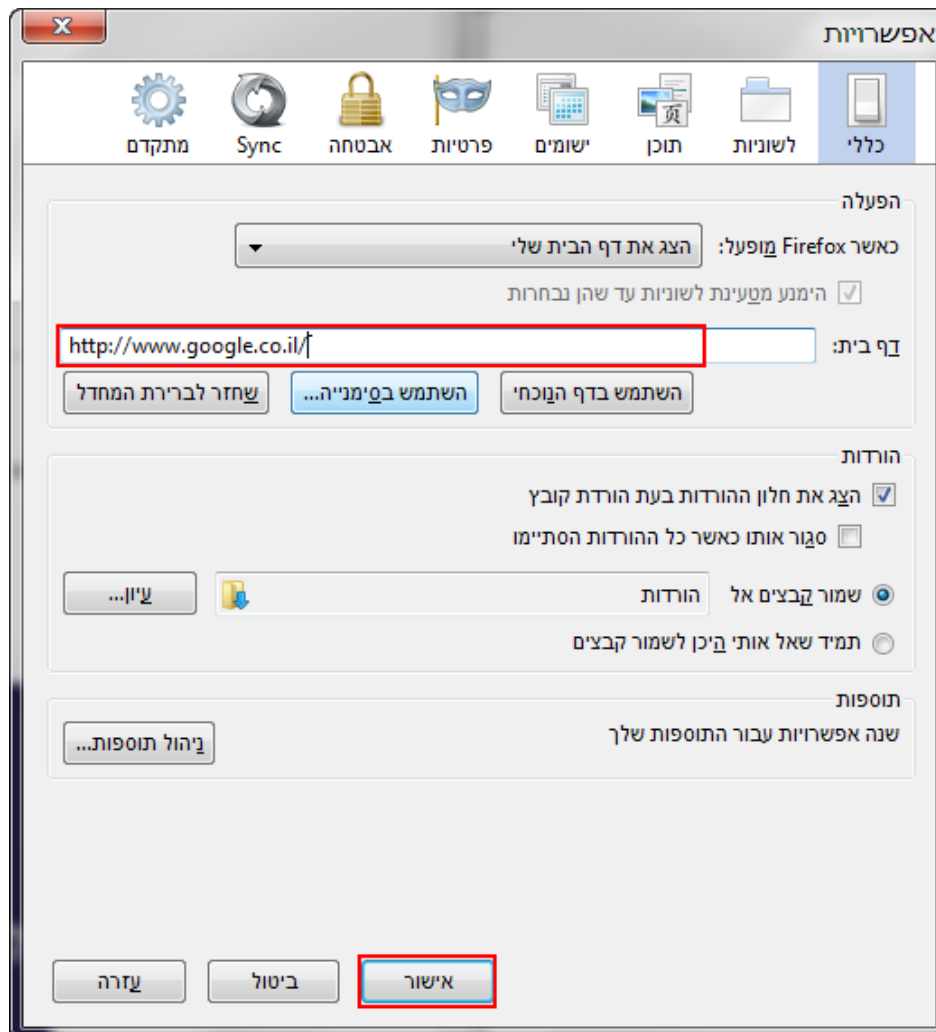 אפשרויות
כללי
לשוניות
תוכן
页
ישומים
פרטיות
אבטחה
Sync
מתקדם
הפעלה
כאשר Firefox מופעל: הצג את דף הבית שלי
הימנע מטעינת לשוניות עד שהן נבחרות
דף בית: http://www.google.co.il/
השתמש בדף הנוכחי השתמש בסימנייה... שחזר לברירת המחדל
הורדות
הצג את חלון ההורדות בעת הורדת קובץ
סגור אותו כאשר כל ההורדות הסתיימו
שמור קבצים אל הורדות עיון...
תמיד שאל אותי היכן לשמור קבצים
תוספות
שנה אפשרויות עבור התוספות שלך ניהול תוספות...
אישור ביטול עזרה